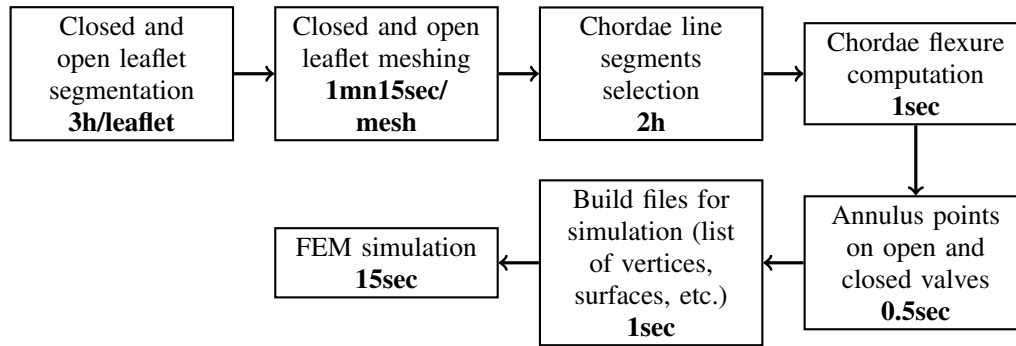 Closed and
open leaflet
segmentation
3h/leaflet
Closed and open
leaflet meshing
1mn15sec/
mesh
Chordae line
segments
selection
2h
Chordae flexure
computation
1sec
Annulus points
on open and
closed valves
0.5sec
Build files for
simulation (list
of vertices,
surfaces, etc.)
1sec
FEM simulation
15sec